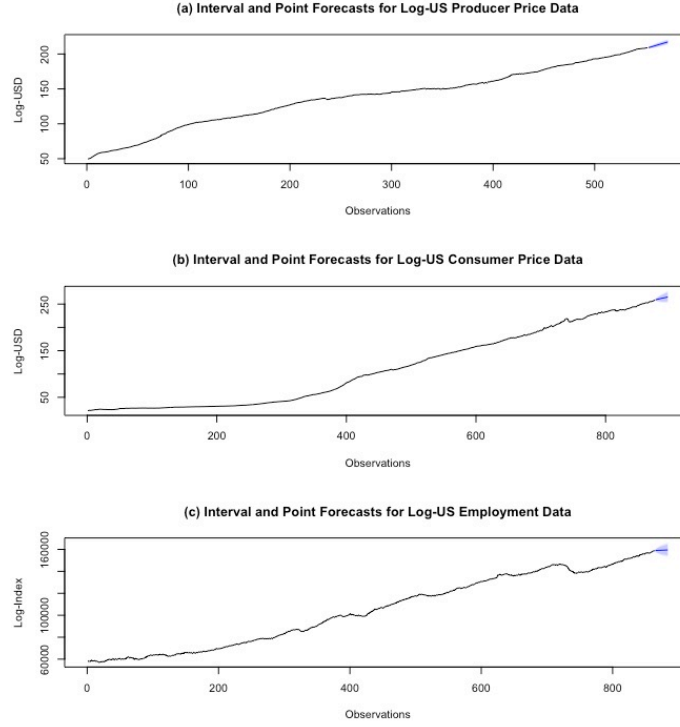 (a) Interval and Point Forecasts for Log-US Producer Price Data
Log-USD
50 100 150 200
0 100 200 300 400 500
Observations
(b) Interval and Point Forecasts for Log-US Consumer Price Data
Log-USD
50 150 250
0 200 400 600 800
Observations
(c) Interval and Point Forecasts for Log-US Employment Data
Log-Index
60000 100000 160000
0 200 400 600 800
Observations